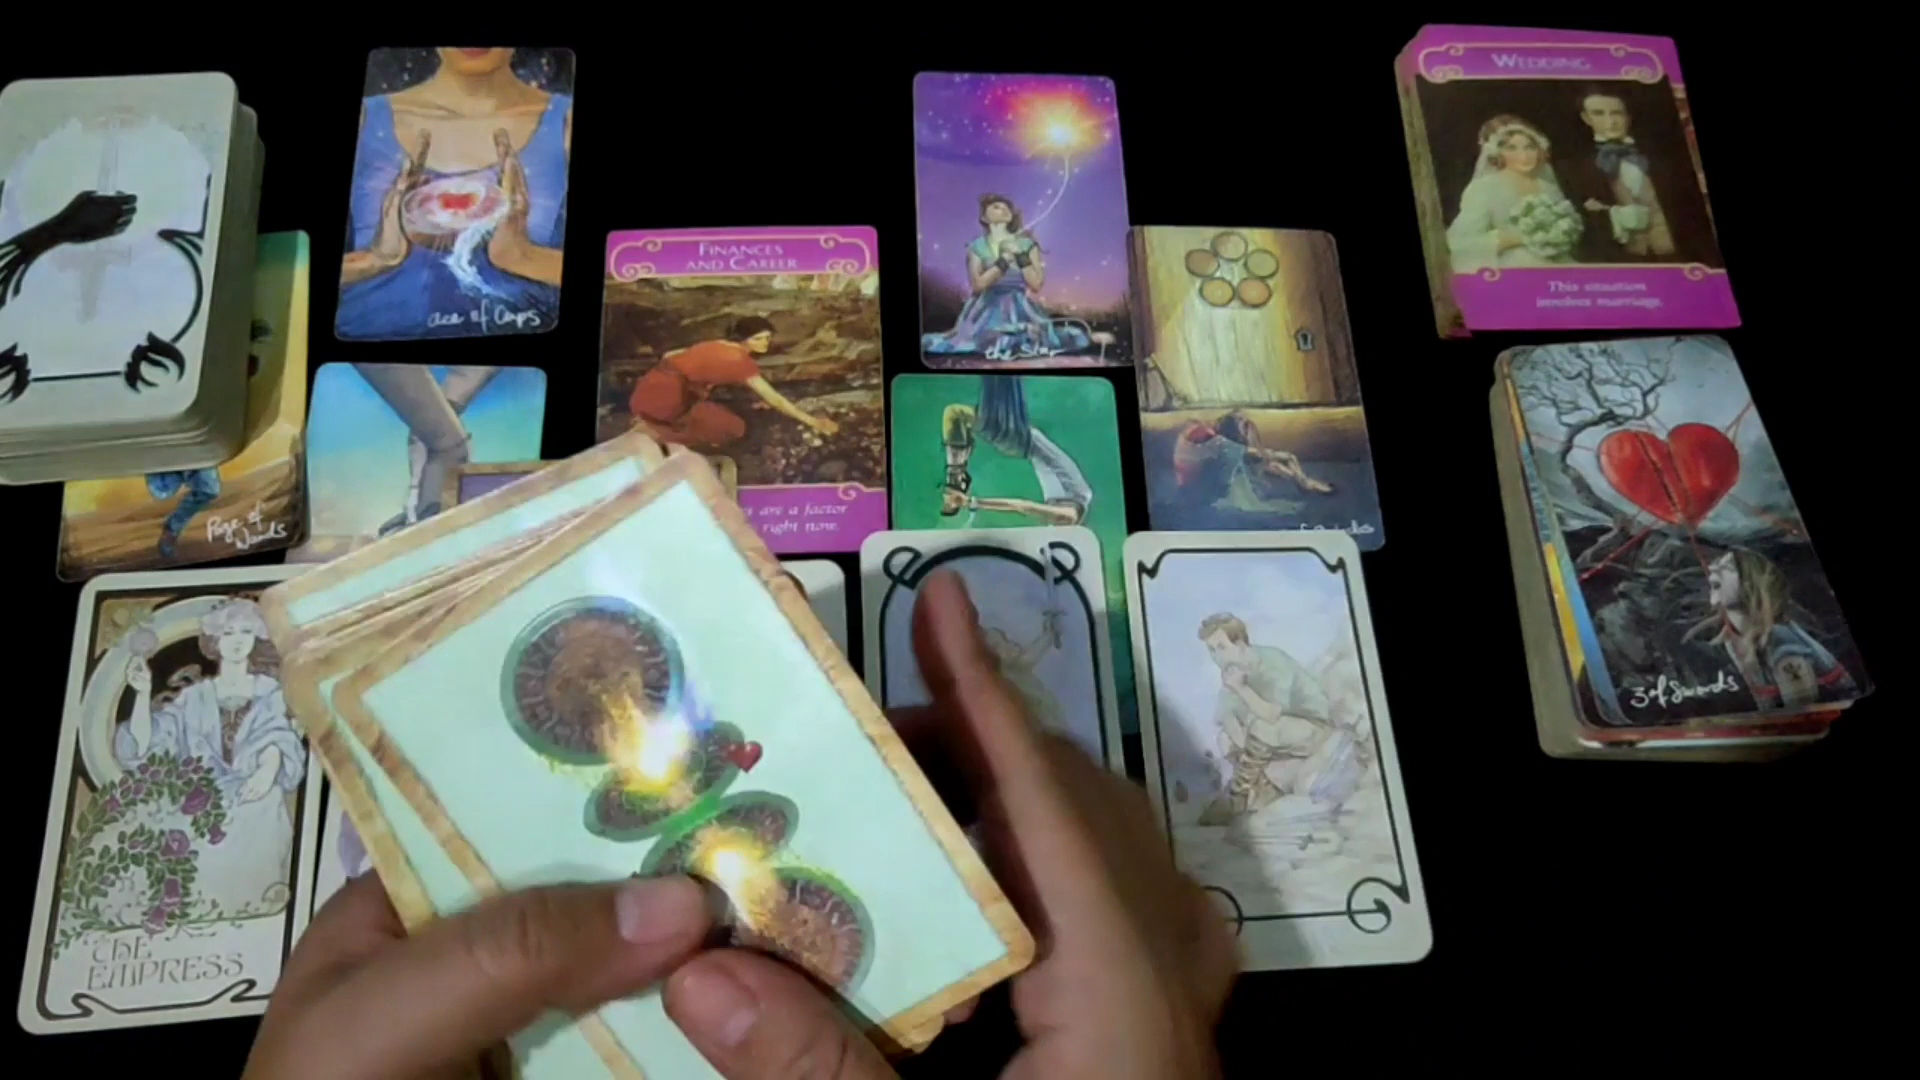 WEDDING
This situation
involves marriage.
Ace of Cups
FINANCES
AND CAREER
are a factor
right now.
the Star
Page of
Wands
3 of Swords
THE
EMPRESS